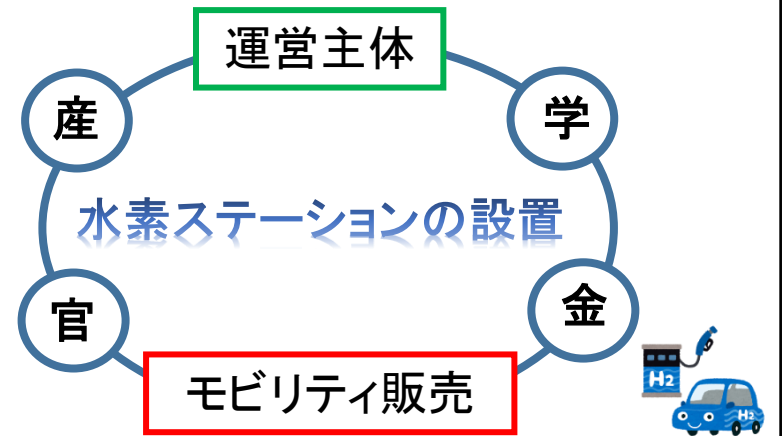 運営主体
産
学
水素ステーションの設置
官
金
モビリティ販売
H2
H2